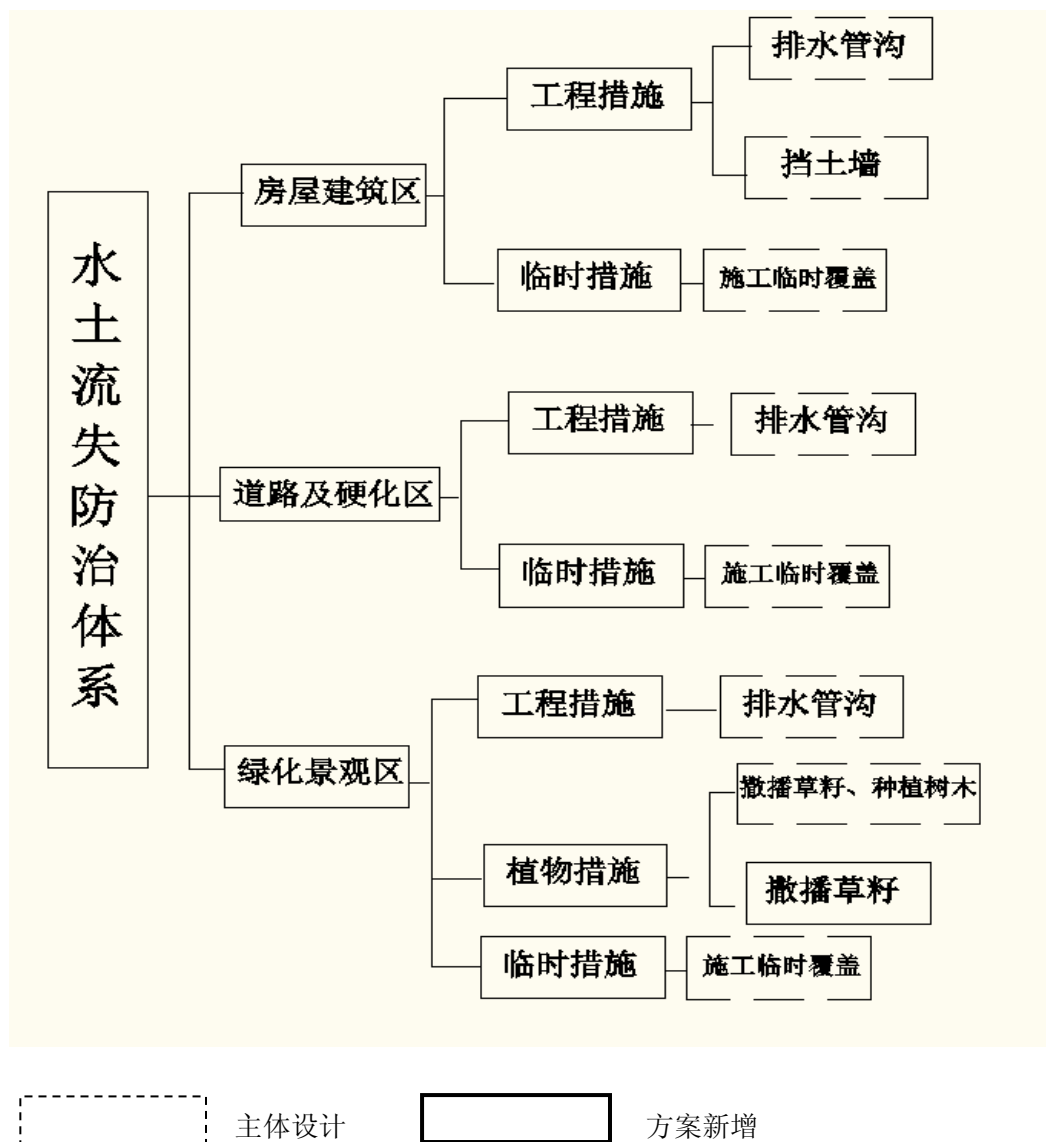 水土流失防治体系
房屋建筑区
工程措施
排水管沟
挡土墙
临时措施
施工临时覆盖
道路及硬化区
工程措施
排水管沟
临时措施
施工临时覆盖
绿化景观区
工程措施
排水管沟
植物措施
撒播草籽、种植树木
撒播草籽
临时措施
施工临时覆盖
主体设计
方案新增